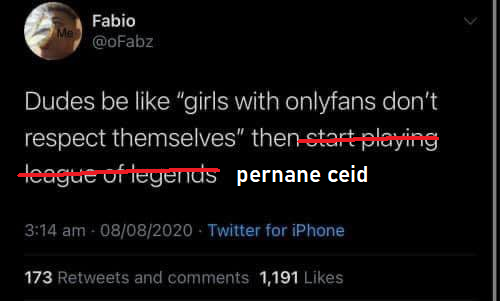 Me
Fabio
@oFabz
Dudes be like “girls with onlyfans don’t
respect themselves” then start playing
league of legends pernane ceid
3:14 am · 08/08/2020 · Twitter for iPhone
173 Retweets and comments 1,191 Likes